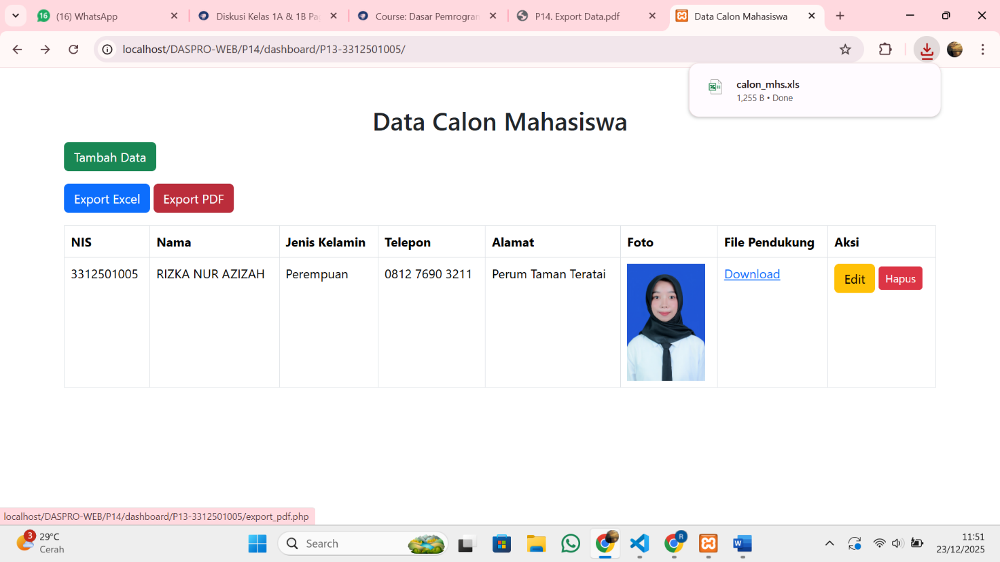 16 (16) WhatsApp
Diskusi Kelas 1A & 1B Pa
Course: Dasar Pemrogram
P14. Export Data.pdf
Data Calon Mahasiswa
localhost/DASPRO-WEB/P14/dashboard/P13-3312501005/
calon_mhs.xls
1,255 B • Done
Data Calon Mahasiswa
Tambah Data
Export Excel Export PDF
NIS Nama Jenis Kelamin Telepon Alamat Foto File Pendukung Aksi
3312501005 RIZKA NUR AZIZAH Perempuan 0812 7690 3211 Perum Taman Teratai Download Edit Hapus
localhost/DASPRO-WEB/P14/dashboard/P13-3312501005/export_pdf.php
3 29°C
Cerah
Search
R
11:51
23/12/2025